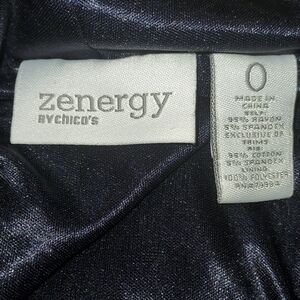 zenergy
BY CHICO'S
0
MADE IN
CHINA
SELF:
95% RAYON
5% SPANDEX
EXCLUSIVE OF
TRIMS
RIB:
95% COTTON
5% SPANDEX
LINING:
100% POLYESTER